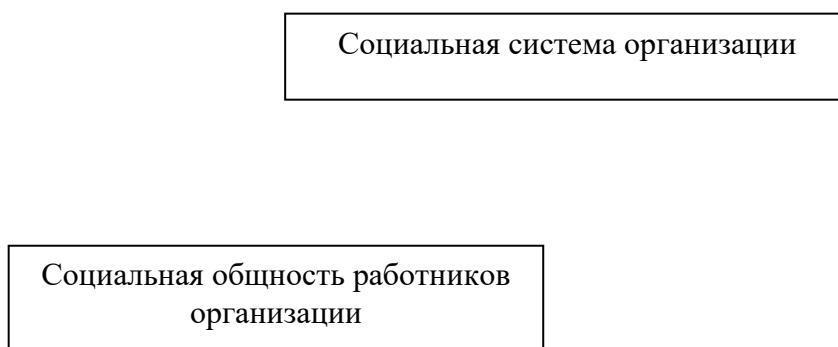 Социальная система организации
Социальная общность работников
организации